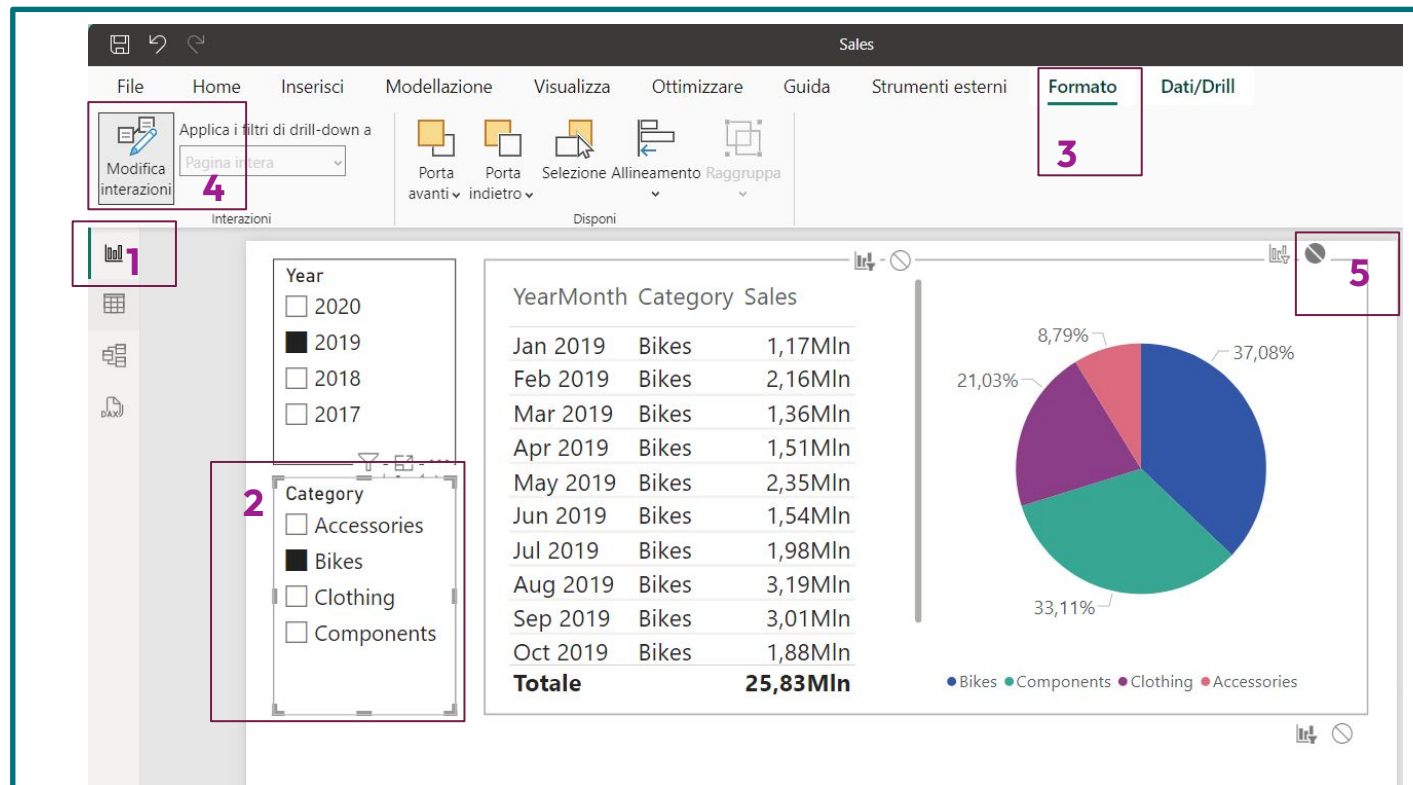 Sales
File Home Inserisci Modellazione Visualizza Ottimizzare Guida Strumenti esterni Formato Dati/Drill
3
Modifica
interazioni
4
Applica i filtri di drill-down a
Pagina intera
Interazioni
Porta
avanti
Porta
indietro
Selezione
Allineamento
Raggruppa
Disponi
1
DAX
5
Year
2020
2019
2018
2017
2
Category
Accessories
Bikes
Clothing
Components
YearMonth Category Sales
Jan 2019 Bikes 1,17Mln
Feb 2019 Bikes 2,16Mln
Mar 2019 Bikes 1,36Mln
Apr 2019 Bikes 1,51Mln
May 2019 Bikes 2,35Mln
Jun 2019 Bikes 1,54Mln
Jul 2019 Bikes 1,98Mln
Aug 2019 Bikes 3,19Mln
Sep 2019 Bikes 3,01Mln
Oct 2019 Bikes 1,88Mln
Totale 25,83Mln
8,79%
37,08%
21,03%
33,11%
Bikes Components Clothing Accessories